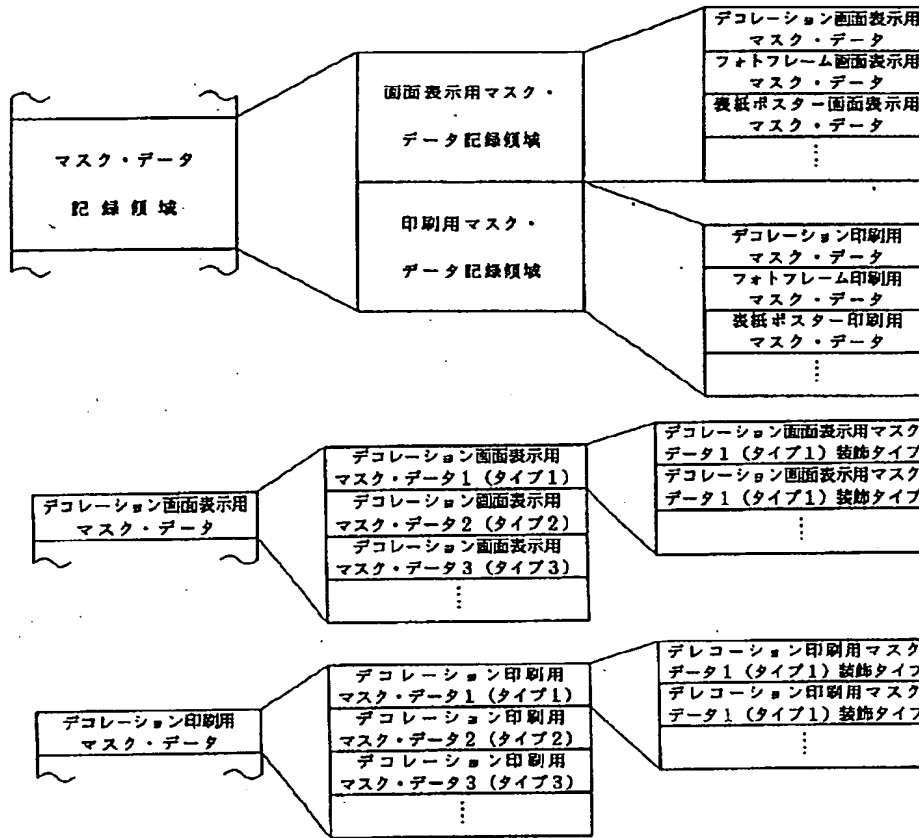 マスク・データ
記録領域
画面表示用マスク・
データ記録領域
印刷用マスク・
データ記録領域
デコレーション画面表示用
マスク・データ
フォトフレーム画面表示用
マスク・データ
表紙ポスター画面表示用
マスク・データ
⋮
デコレーション印刷用
マスク・データ
フォトフレーム印刷用
マスク・データ
表紙ポスター印刷用
マスク・データ
⋮
デコレーション画面表示用
マスク・データ
デコレーション画面表示用
マスク・データ1（タイプ1）
デコレーション画面表示用
マスク・データ2（タイプ2）
デコレーション画面表示用
マスク・データ3（タイプ3）
⋮
デコレーション画面表示用マスク
データ1（タイプ1）装飾タイプ
デコレーション画面表示用マスク
データ1（タイプ1）装飾タイプ
⋮
デコレーション印刷用
マスク・データ
デコレーション印刷用
マスク・データ1（タイプ1）
デコレーション印刷用
マスク・データ2（タイプ2）
デコレーション印刷用
マスク・データ3（タイプ3）
⋮
デレコーション印刷用マスク
データ1（タイプ1）装飾タイプ
デレコーション印刷用マスク
データ1（タイプ1）装飾タイプ
⋮